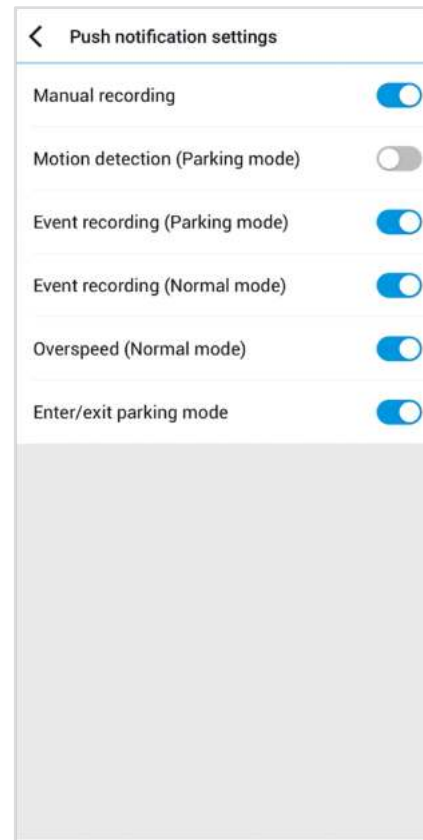 Push notification settings
Manual recording
Motion detection (Parking mode)
Event recording (Parking mode)
Event recording (Normal mode)
Overspeed (Normal mode)
Enter/exit parking mode